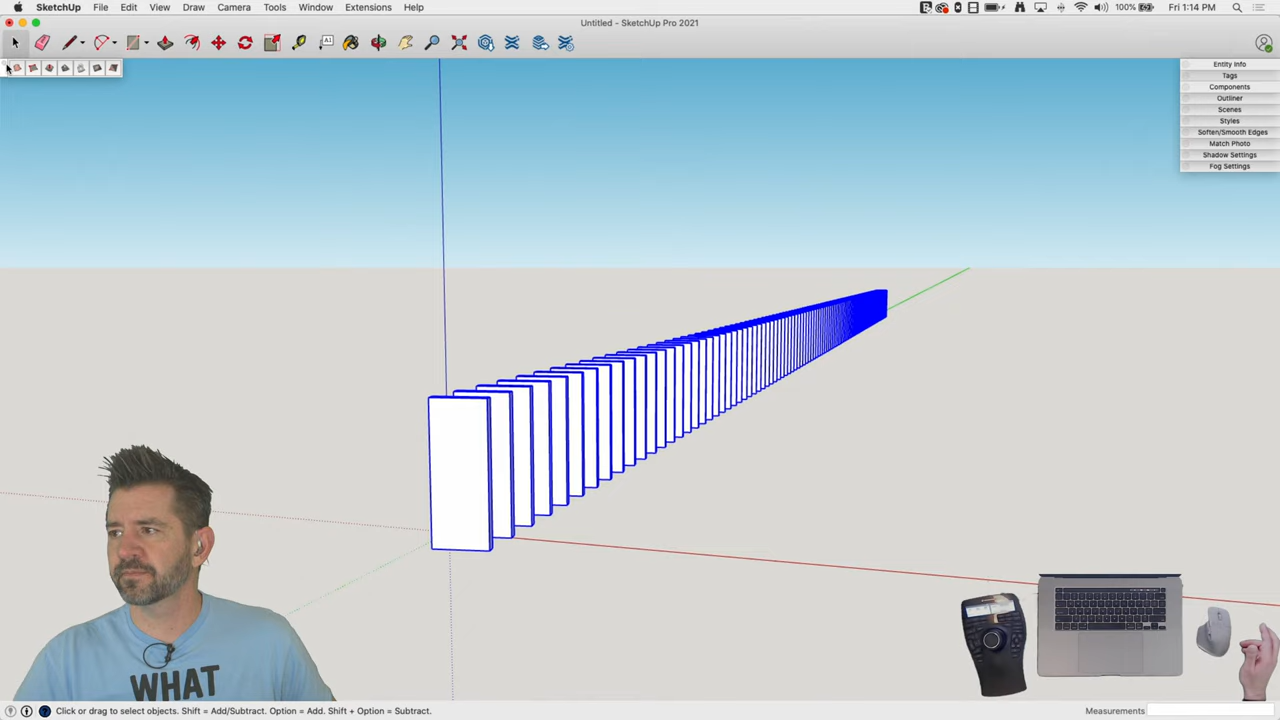 SketchUp File Edit View Draw Camera Tools Window Extensions Help
100% Fri 1:14 PM
Untitled - SketchUp Pro 2021
A1
Entity Info
Tags
Components
Outliner
Scenes
Styles
Soften/Smooth Edges
Match Photo
Shadow Settings
Fog Settings
WHAT
Click or drag to select objects. Shift = Add/Subtract. Option = Add. Shift + Option = Subtract.
Measurements